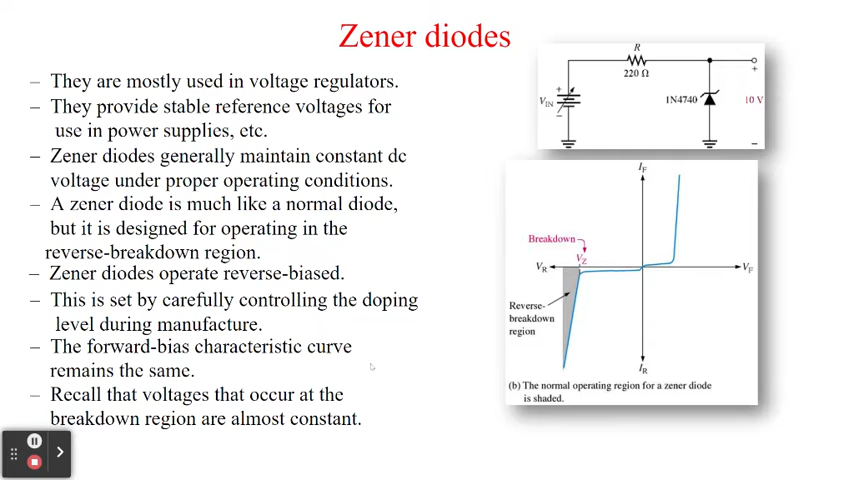 Zener diodes
– They are mostly used in voltage regulators.
– They provide stable reference voltages for
use in power supplies, etc.
– Zener diodes generally maintain constant dc
voltage under proper operating conditions.
– A zener diode is much like a normal diode,
but it is designed for operating in the
reverse-breakdown region.
– Zener diodes operate reverse-biased.
– This is set by carefully controlling the doping
level during manufacture.
– The forward-bias characteristic curve
remains the same.
– Recall that voltages that occur at the
breakdown region are almost constant.
R
220 Ω
+
VIN
–
1N4740
+
10 V
–
IF
Breakdown
VZ
VR
VF
Reverse-
breakdown
region
IR
(b) The normal operating region for a zener diode
is shaded.